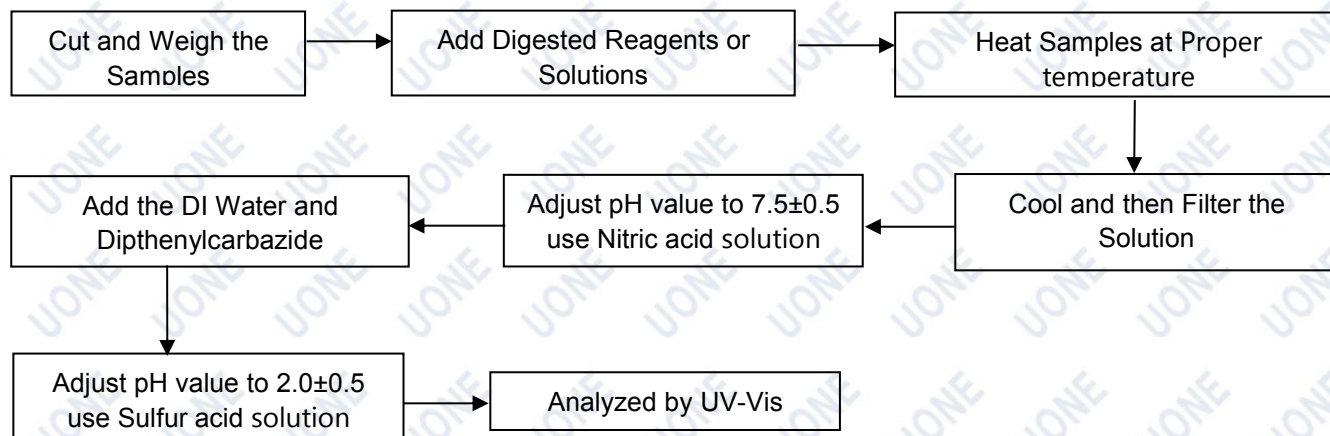 Cut and Weigh the
Samples
Add Digested Reagents or
Solutions
Heat Samples at Proper
temperature
Cool and then Filter the
Solution
Adjust pH value to 7.5±0.5
use Nitric acid solution
Add the DI Water and
Dipthenylcarbazide
Adjust pH value to 2.0±0.5
use Sulfur acid solution
Analyzed by UV-Vis
UONE